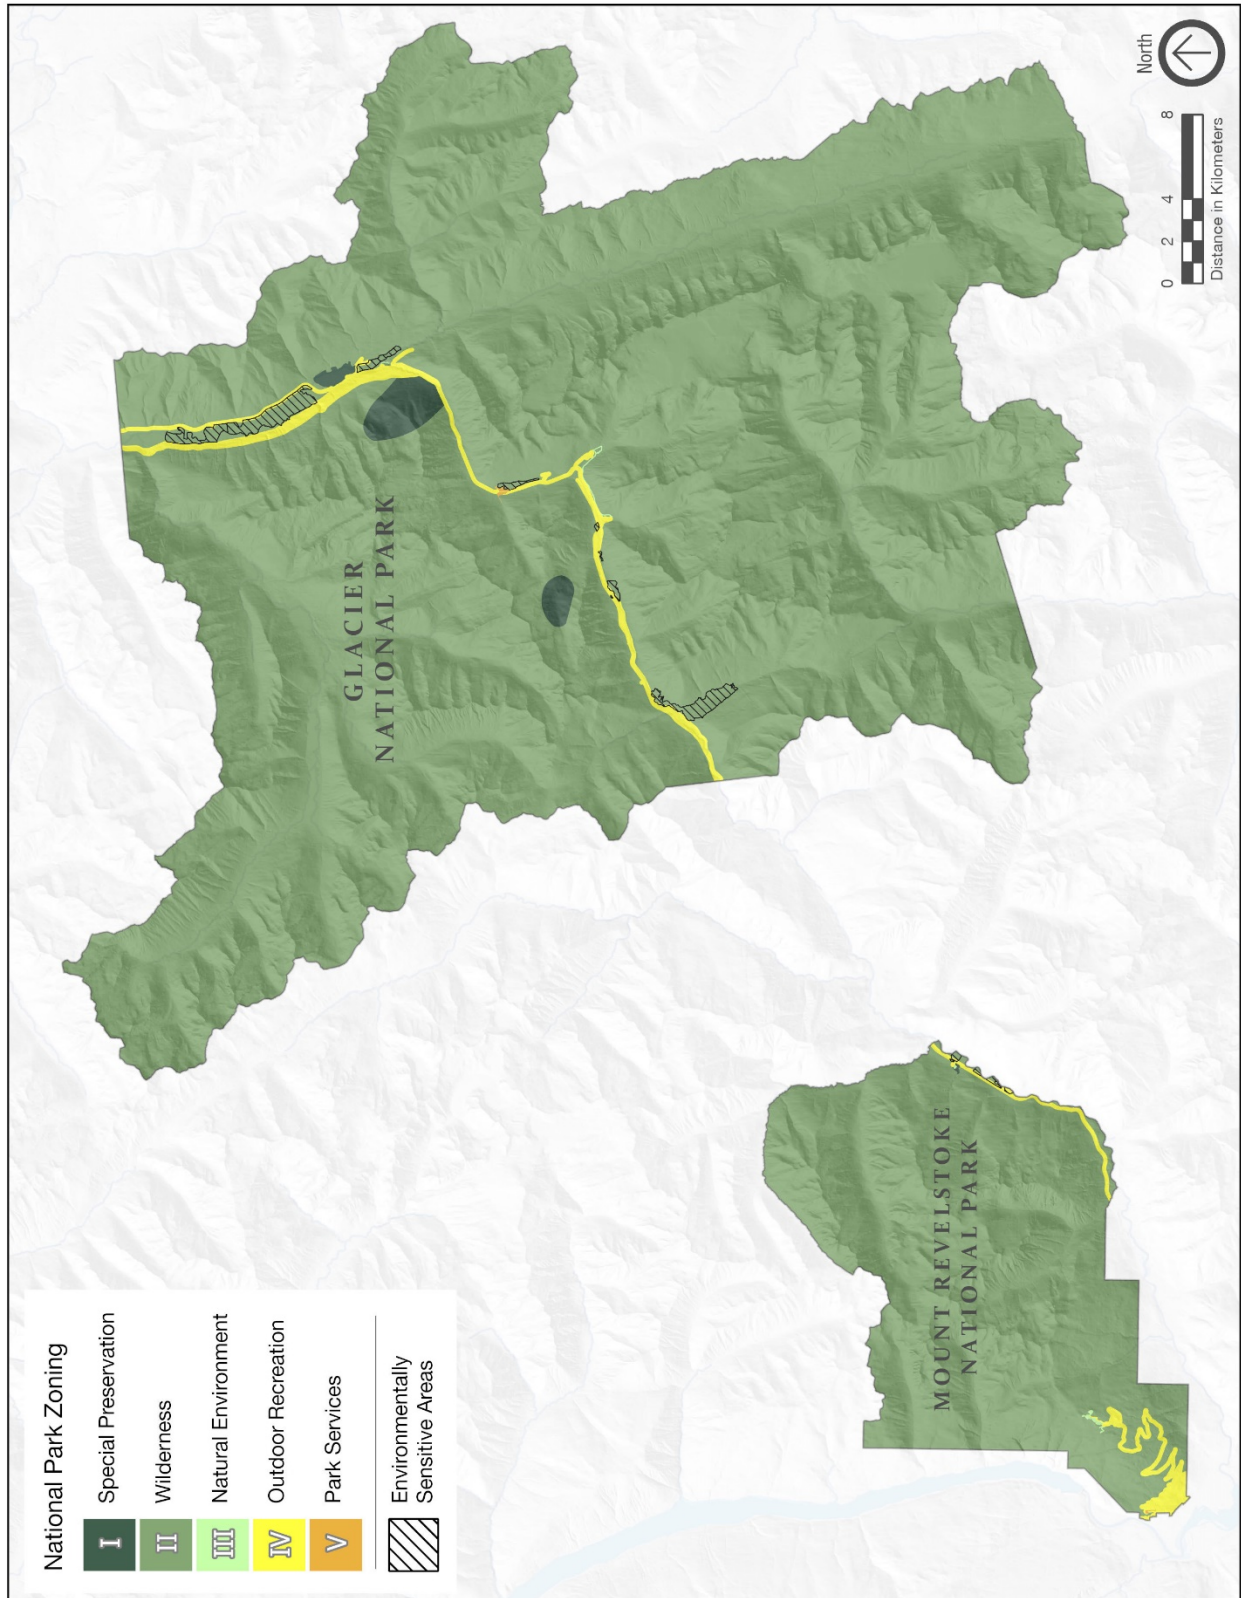 National Park Zoning
I Special Preservation
II Wilderness
III Natural Environment
IV Outdoor Recreation
V Park Services
Environmentally
Sensitive Areas
GLACIER
NATIONAL PARK
MOUNT REVELSTOKE
NATIONAL PARK
North
0 2 4 8
Distance in Kilometers